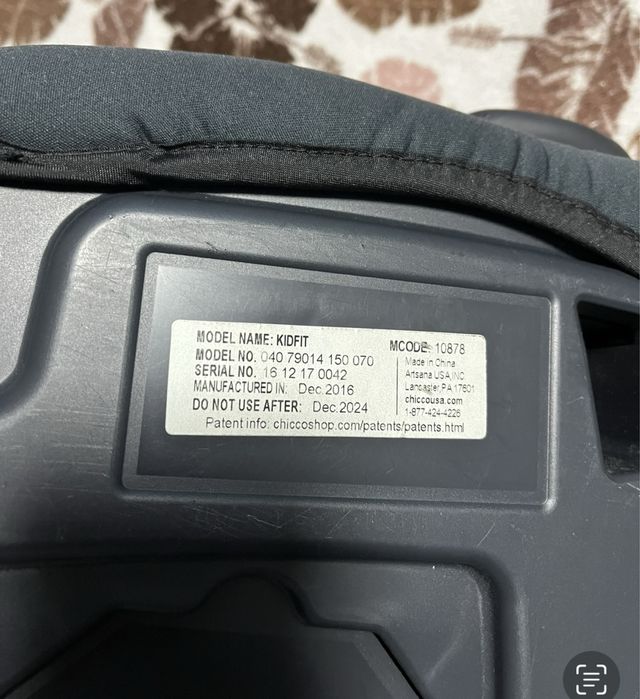 MODEL NAME: KIDFIT
MODEL NO. 040 79014 150 070
SERIAL NO. 16 12 17 0042
MANUFACTURED IN: Dec.2016
DO NOT USE AFTER: Dec.2024
MCODE: 10878
Made in China
Artsana USA,INC.
Lancaster,PA 17601
chiccousa.com
1-877-424-4226
Patent info: chiccoshop.com/patents/patents.html